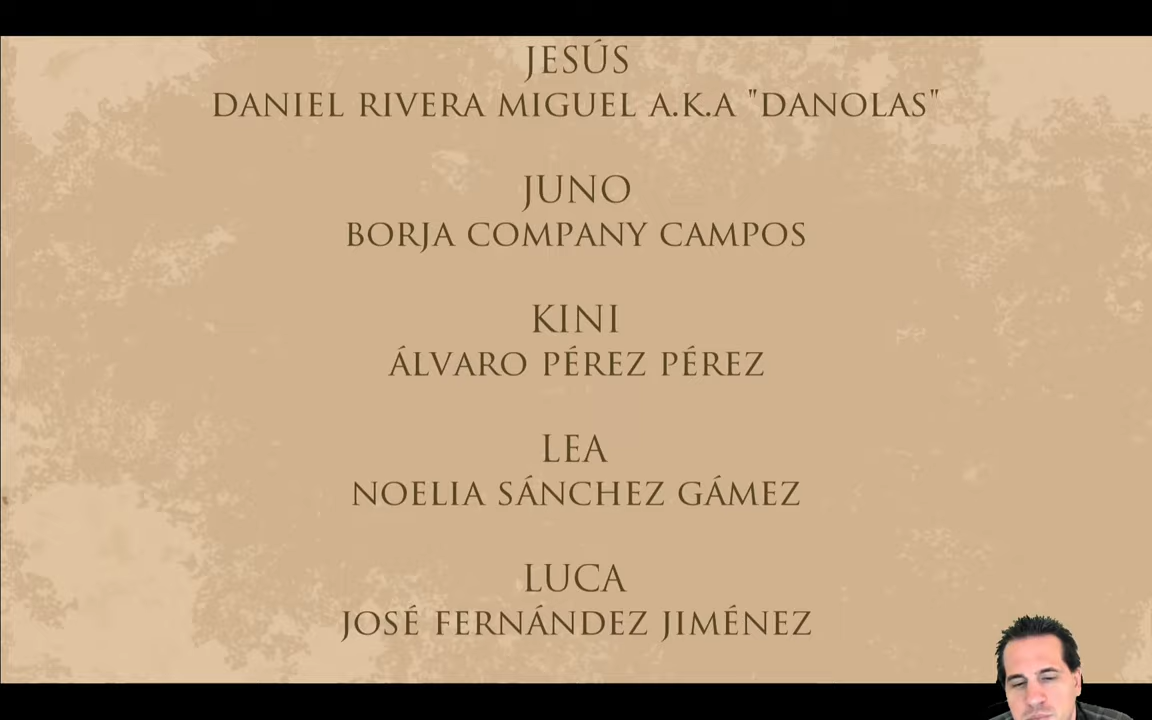 JESÚS
DANIEL RIVERA MIGUEL A.K.A "DANOLAS"
JUNO
BORJA COMPANY CAMPOS
KINI
ÁLVARO PÉREZ PÉREZ
LEA
NOELIA SÁNCHEZ GÁMEZ
LUCA
JOSÉ FERNÁNDEZ JIMÉNEZ